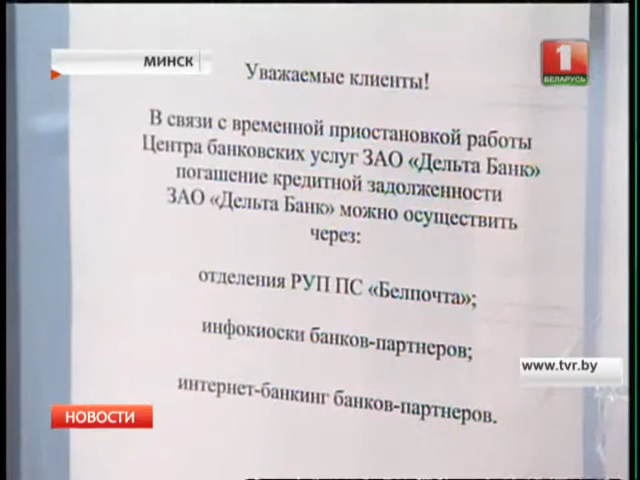 МИНСК
1
БЕЛАРУСЬ
Уважаемые клиенты!
В связи с временной приостановкой работы
Центра банковских услуг ЗАО «Дельта Банк»
погашение кредитной задолженности
ЗАО «Дельта Банк» можно осуществить
через:
отделения РУП ПС «Белпочта»;
инфокиоски банков-партнеров;
www.tvr.by
интернет-банкинг банков-партнеров.
НОВОСТИ